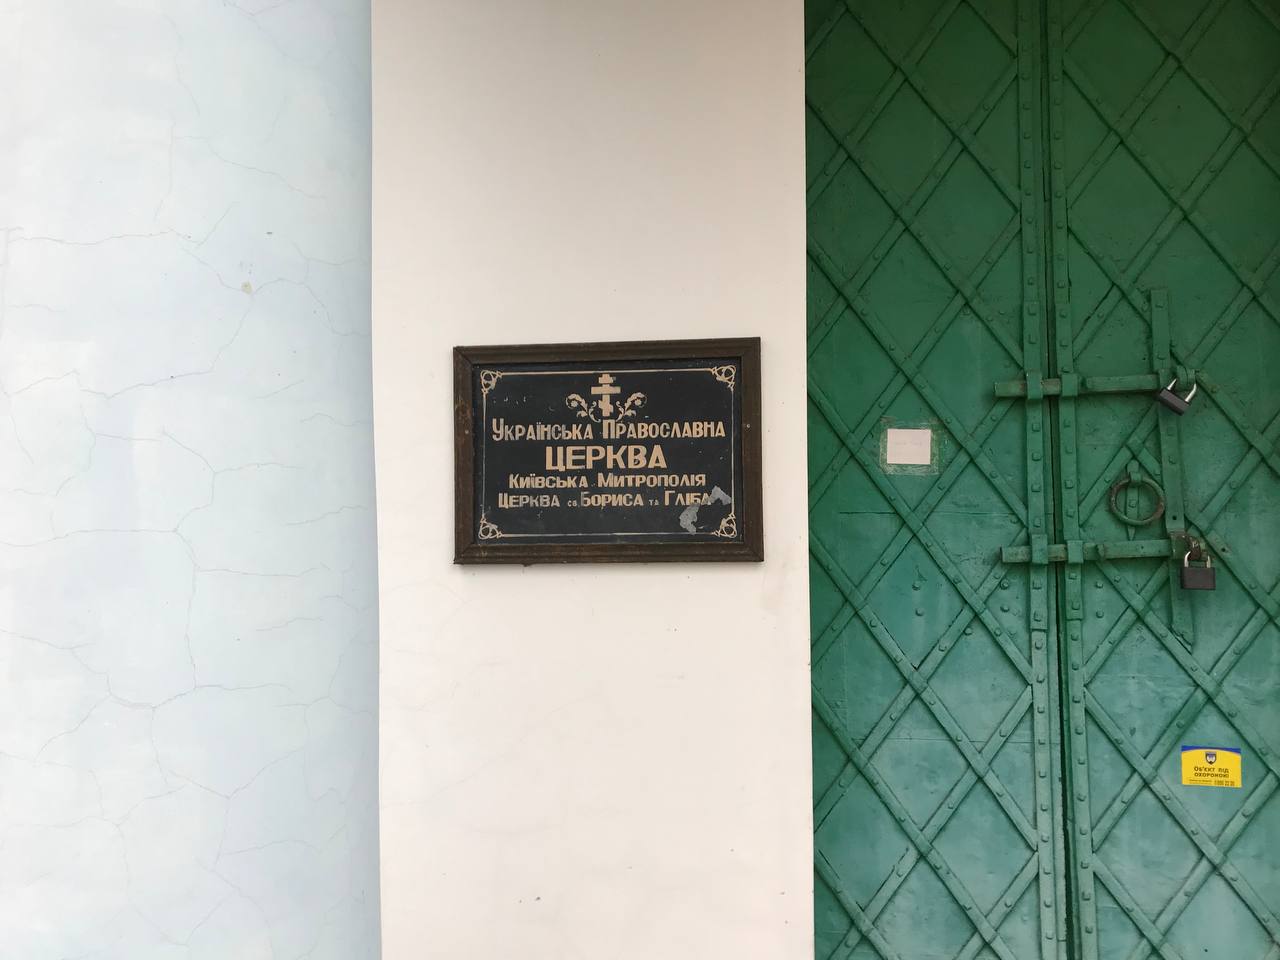 Українська Православна
ЦЕРКВА
Київська Митрополія
Церква св. Бориса та Гліба
Об'єкт під
охороною!